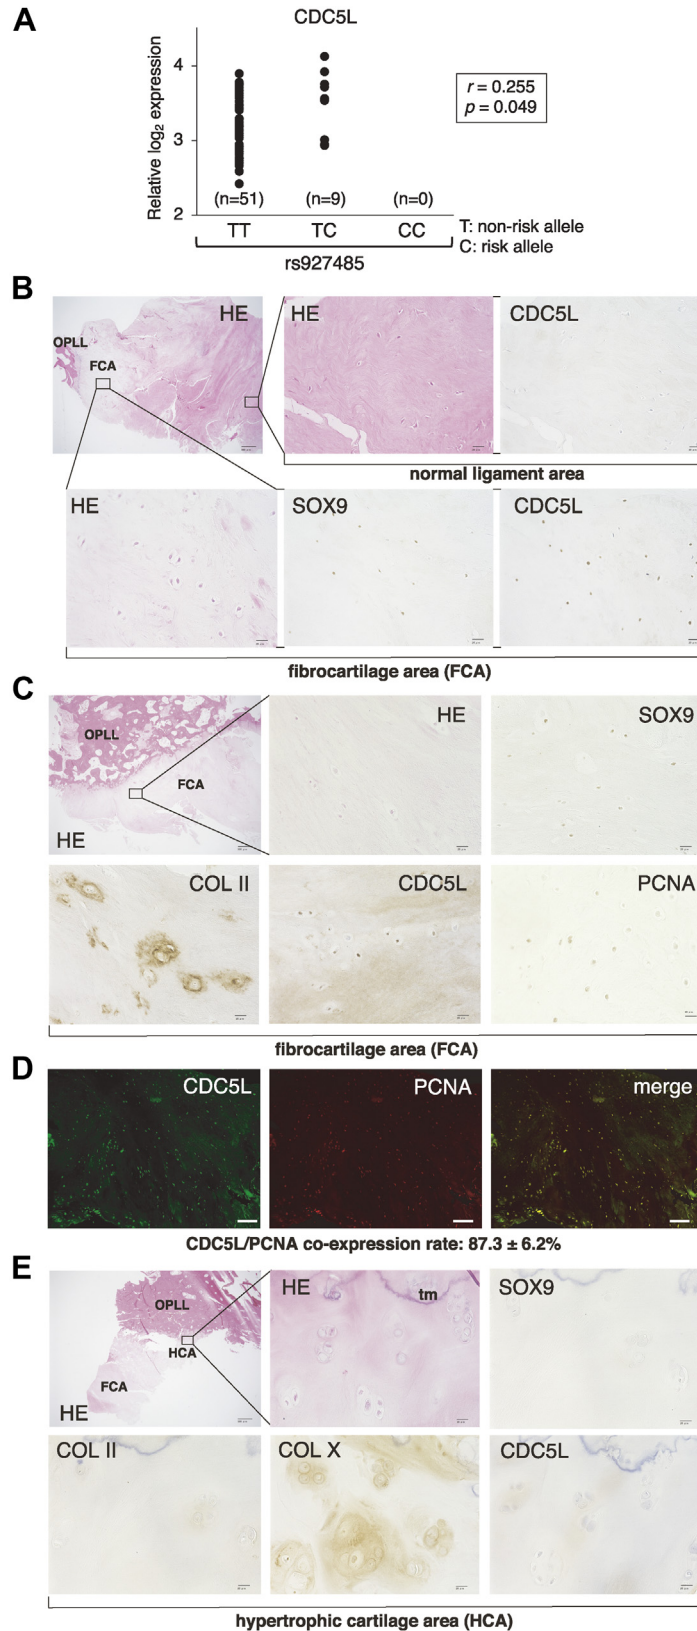 A
CDC5L
Relative log2 expression
4
3
2
r = 0.255
p = 0.049
(n=51) (n=9) (n=0)
TT TC CC
T: non-risk allele
C: risk allele
rs927485
B
HE
OPLL
FCA
HE
CDC5L
normal ligament area
HE
SOX9
CDC5L
fibrocartilage area (FCA)
C
OPLL
FCA
HE
HE
SOX9
COL II
CDC5L
PCNA
fibrocartilage area (FCA)
D
CDC5L
PCNA
merge
CDC5L/PCNA co-expression rate: 87.3 ± 6.2%
E
OPLL
HCA
FCA
HE
HE
tm
SOX9
COL II
COL X
CDC5L
hypertrophic cartilage area (HCA)